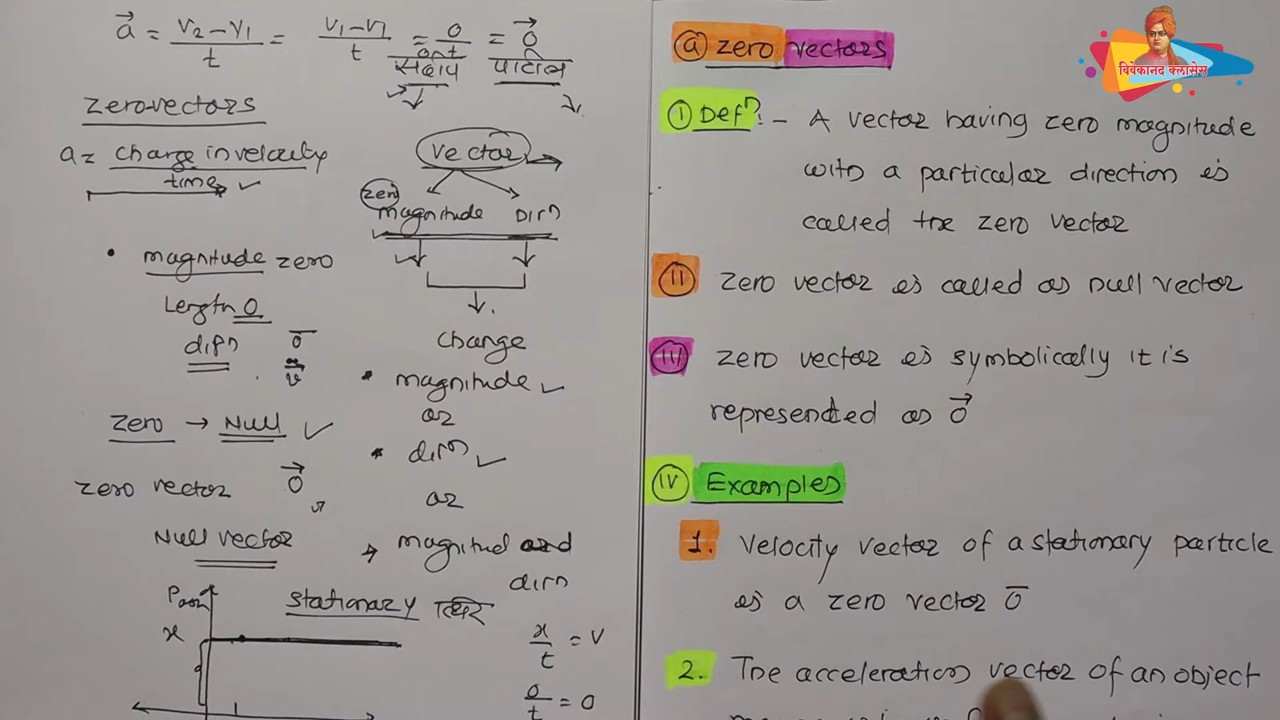 a⃗ = v2-v1/t = v1-v1/t = 0/t = 0⃗
zero vectors
a = change in velocity
time
vector
zero
magnitude Dirn
• magnitude zero
Length 0
dirn 0̅
change
• magnitude
or
• dirn
or
→ magnitud and
dirn
zero → Null
zero vector 0⃗
Null vector
stationary स्थिर
x
x/t = v
0/t = 0
विवेकानंद क्लासेस
(a) zero vectors
(I) Defn :- A vector having zero magnitude
with a particular direction is
called the zero vector
(II) zero vector is called as null vector
(III) zero vector is symbolically it is
represented as 0⃗
(IV) Examples
1. Velocity vector of a stationary particle
is a zero vector 0̅
2. The acceleration vector of an object